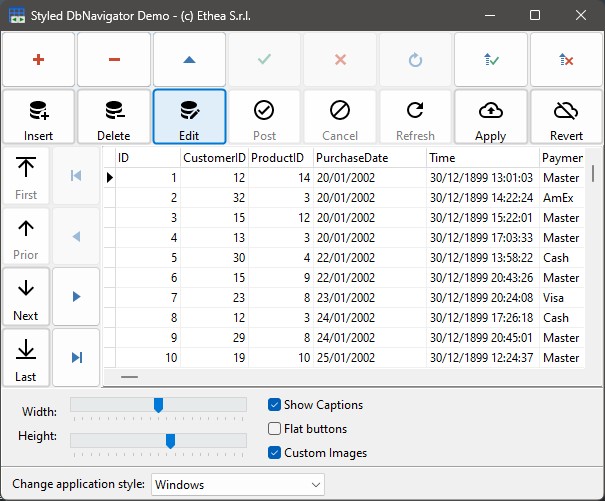 Styled DbNavigator Demo - (c) Ethea S.r.l.
Insert Delete Edit Post Cancel Refresh Apply Revert
First
Prior
Next
Last
ID CustomerID ProductID PurchaseDate Time Paymen
1 12 14 20/01/2002 30/12/1899 13:01:03 Master
2 32 3 20/01/2002 30/12/1899 14:22:24 AmEx
3 15 12 20/01/2002 30/12/1899 15:22:01 Master
4 13 3 20/01/2002 30/12/1899 17:03:33 Master
5 30 4 22/01/2002 30/12/1899 13:58:22 Cash
6 15 9 22/01/2002 30/12/1899 20:43:26 Master
7 23 8 23/01/2002 30/12/1899 20:24:08 Visa
8 12 3 24/01/2002 30/12/1899 17:26:18 Cash
9 29 8 24/01/2002 30/12/1899 20:45:01 Master
10 19 10 25/01/2002 30/12/1899 12:24:37 Master
Width:
Height:
Show Captions
Flat buttons
Custom Images
Change application style: Windows